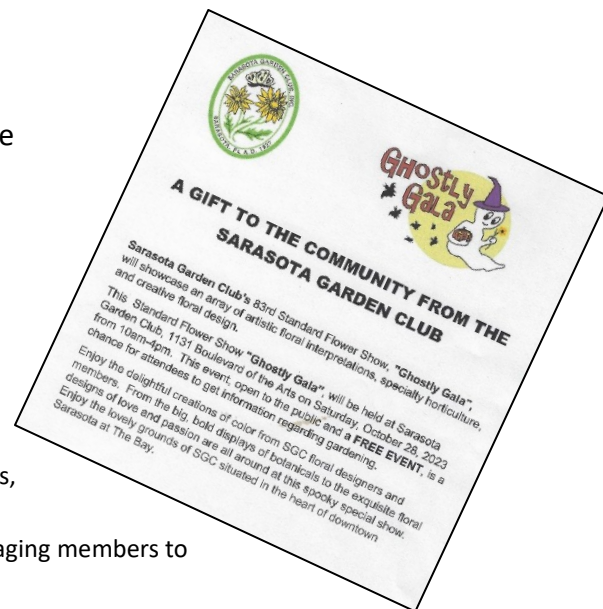 e
SARASOTA GARDEN CLUB, INC.
SARASOTA, FL A.D. 1927
GHOSTLY
GALA
A GIFT TO THE COMMUNITY FROM THE
SARASOTA GARDEN CLUB
Sarasota Garden Club's 83rd Standard Flower Show, "Ghostly Gala",
will showcase an array of artistic floral interpretations, specialty horticulture,
and creative floral design.
This Standard Flower Show "Ghostly Gala", will be held at Sarasota
Garden Club, 1131 Boulevard of the Arts on Saturday, October 28, 2023
from 10am-4pm. This event, open to the public and a FREE EVENT, is a
chance for attendees to get information regarding gardening.
Enjoy the delightful creations of color from SGC floral designers and
members. From the big, bold displays of botanicals to the exquisite floral
designs of love and passion are all around at this spooky special show.
Enjoy the lovely grounds of SGC situated in the heart of downtown
Sarasota at The Bay.
s,
aging members to